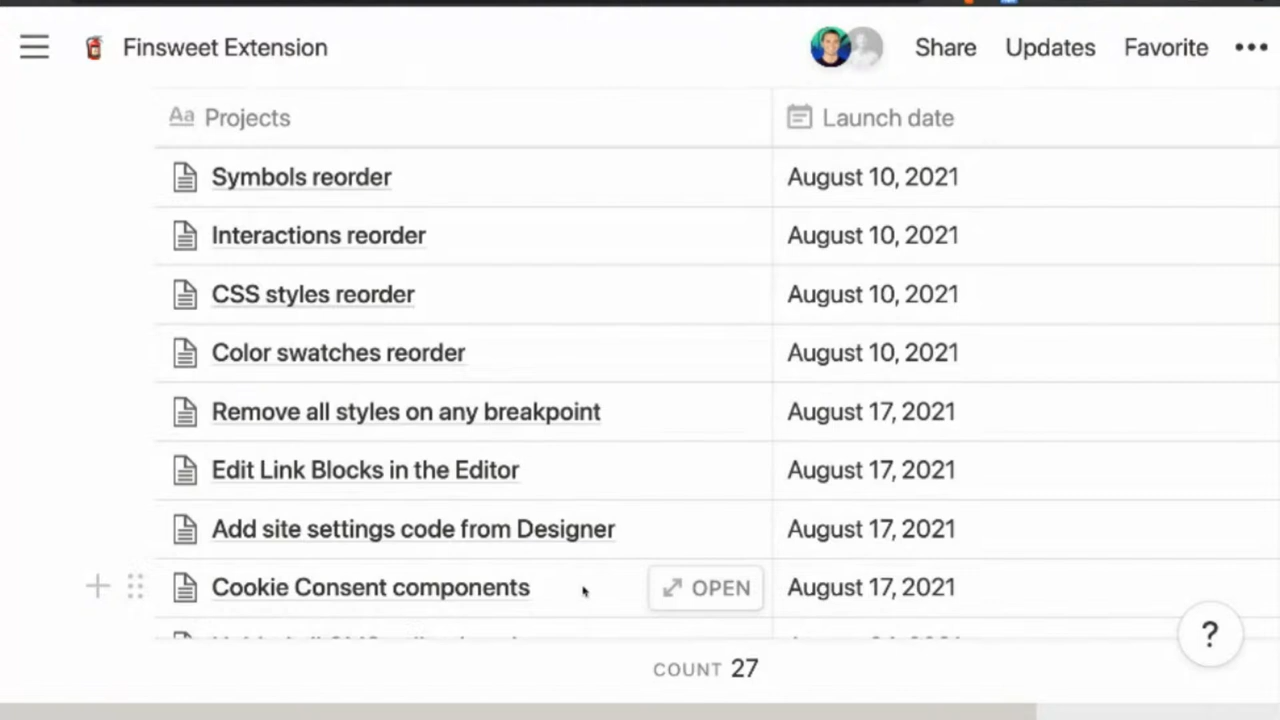 Finsweet Extension
Share Updates Favorite •••
Aa Projects Launch date
Symbols reorder August 10, 2021
Interactions reorder August 10, 2021
CSS styles reorder August 10, 2021
Color swatches reorder August 10, 2021
Remove all styles on any breakpoint August 17, 2021
Edit Link Blocks in the Editor August 17, 2021
Add site settings code from Designer August 17, 2021
Cookie Consent components OPEN August 17, 2021
?
COUNT 27